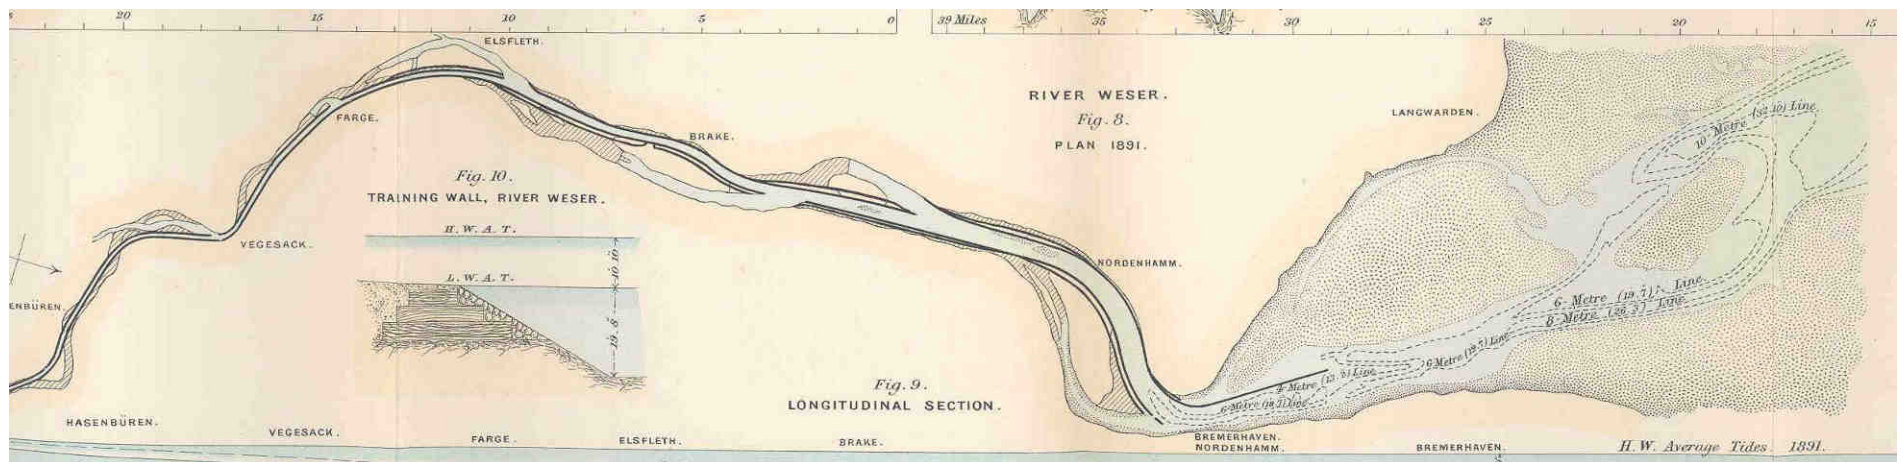 20 15 10 5 0
39 Miles 35 30 25 20 15
ELSFLETH.
FARGE.
BRAKE.
RIVER WESER.
Fig. 8.
PLAN 1891.
LANGWARDEN.
10 Metre (32.10) Line
Fig. 10.
TRAINING WALL, RIVER WESER.
H. W. A. T.
L. W. A. T.
10.10
19.8
VEGESACK.
ENBÜREN
NORDENHAMM.
6 Metre (19.7) Line
8 Metre (26.3) Line
6 Metre (19.7) Line
4 Metre Line
6 Metre Line
Fig. 9.
LONGITUDINAL SECTION.
HASENBÜREN.
VEGESACK.
FARGE.
ELSFLETH.
BRAKE.
BREMERHAVEN.
NORDENHAMM.
BREMERHAVEN.
H. W. Average Tides 1891.